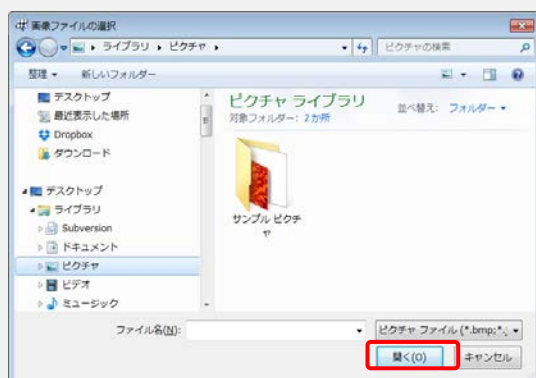 画像ファイルの選択
ライブラリ ▸ ピクチャ ▸
ピクチャの検索
整理 ▾ 新しいフォルダー
デスクトップ
最近表示した場所
Dropbox
ダウンロード
デスクトップ
ライブラリ
Subversion
ドキュメント
ピクチャ
ビデオ
ミュージック
ピクチャ ライブラリ
対象フォルダー: 2 か所
並べ替え: フォルダー ▾
サンプル ピクチ
ャ
ファイル名(N):
ピクチャ ファイル (*.bmp;*.
開く(O)
キャンセル